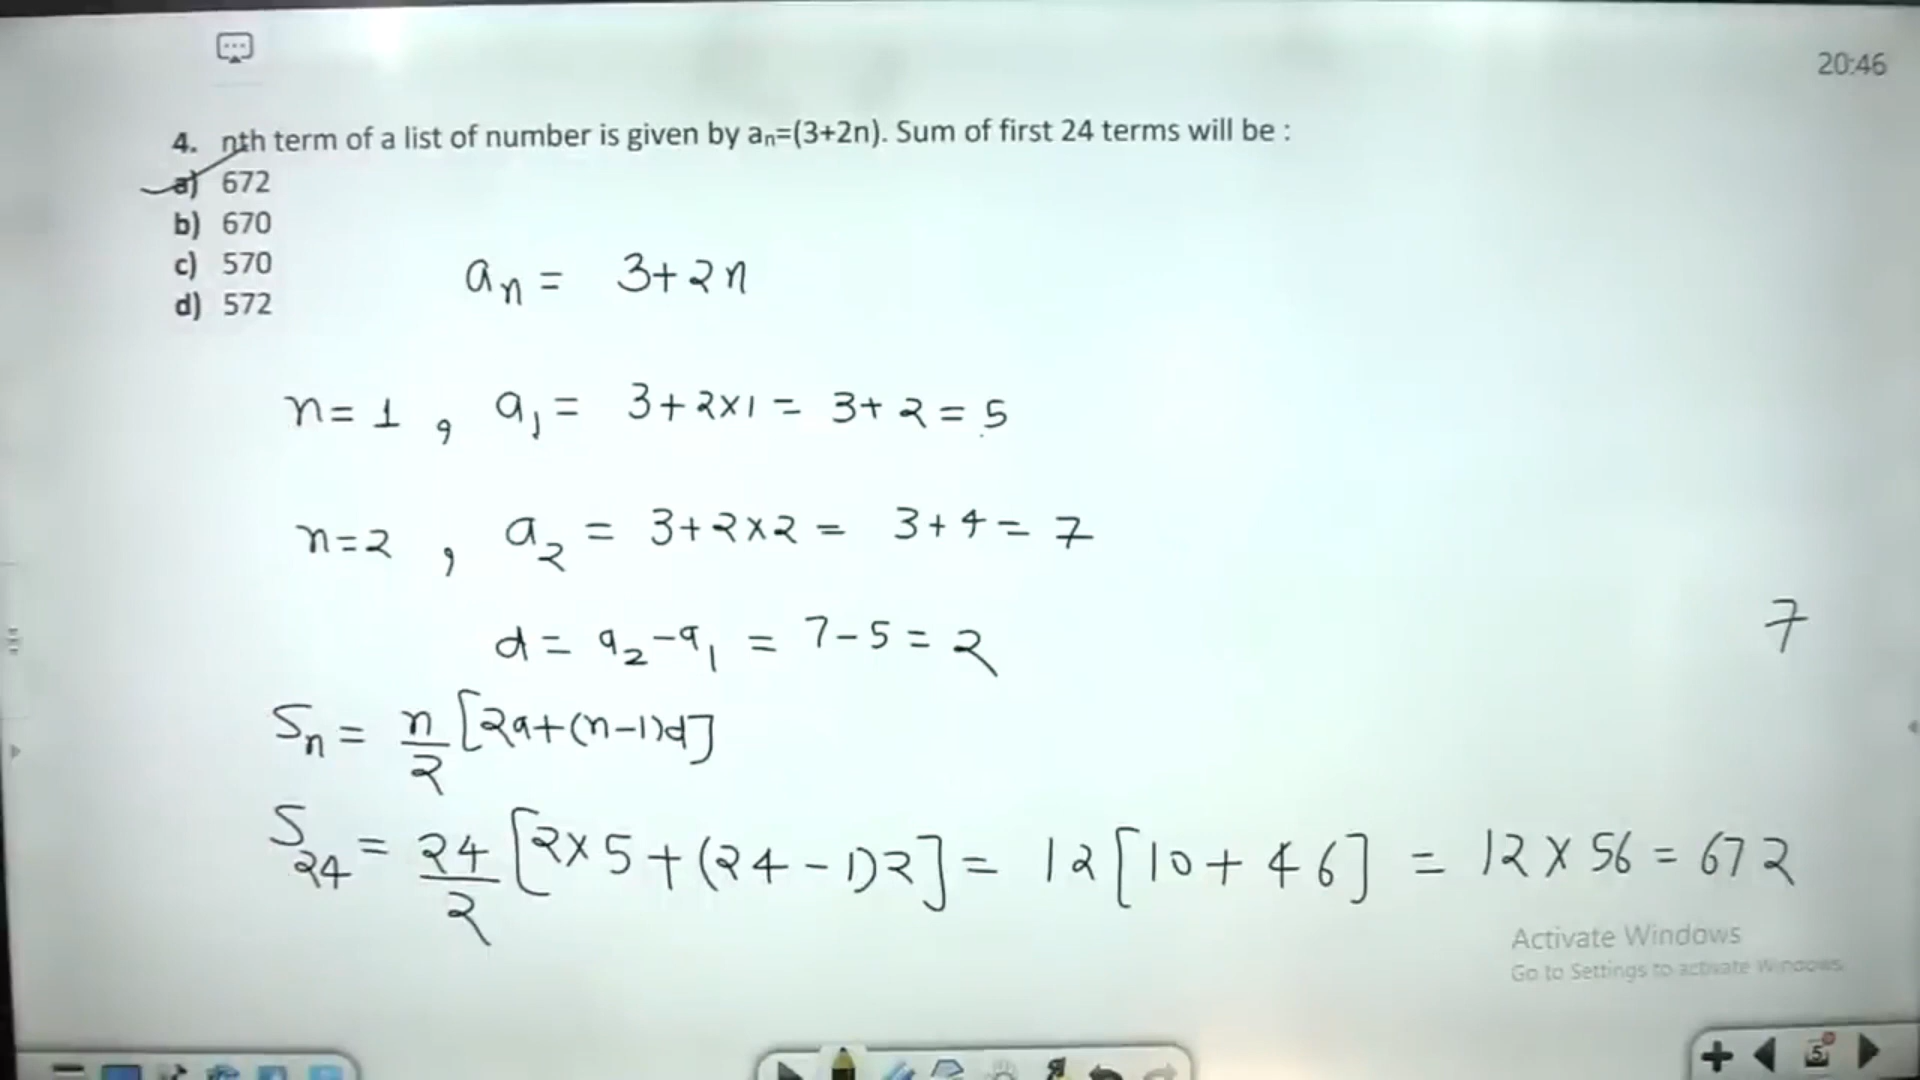 20:46
4. nth term of a list of number is given by aₙ=(3+2n). Sum of first 24 terms will be :
a) 672
b) 670
c) 570
d) 572
aₙ = 3+2n
n=1 , a₁ = 3+2×1 = 3+2 = 5
n=2 , a₂ = 3+2×2 = 3+4 = 7
d = a₂-a₁ = 7-5 = 2
7
Sₙ = n/2 [2a+(n-1)d]
S₂₄ = 24/2 [2×5+(24-1)2] = 12[10+46] = 12×56 = 672
Activate Windows
Go to Settings to activate Windows.
5